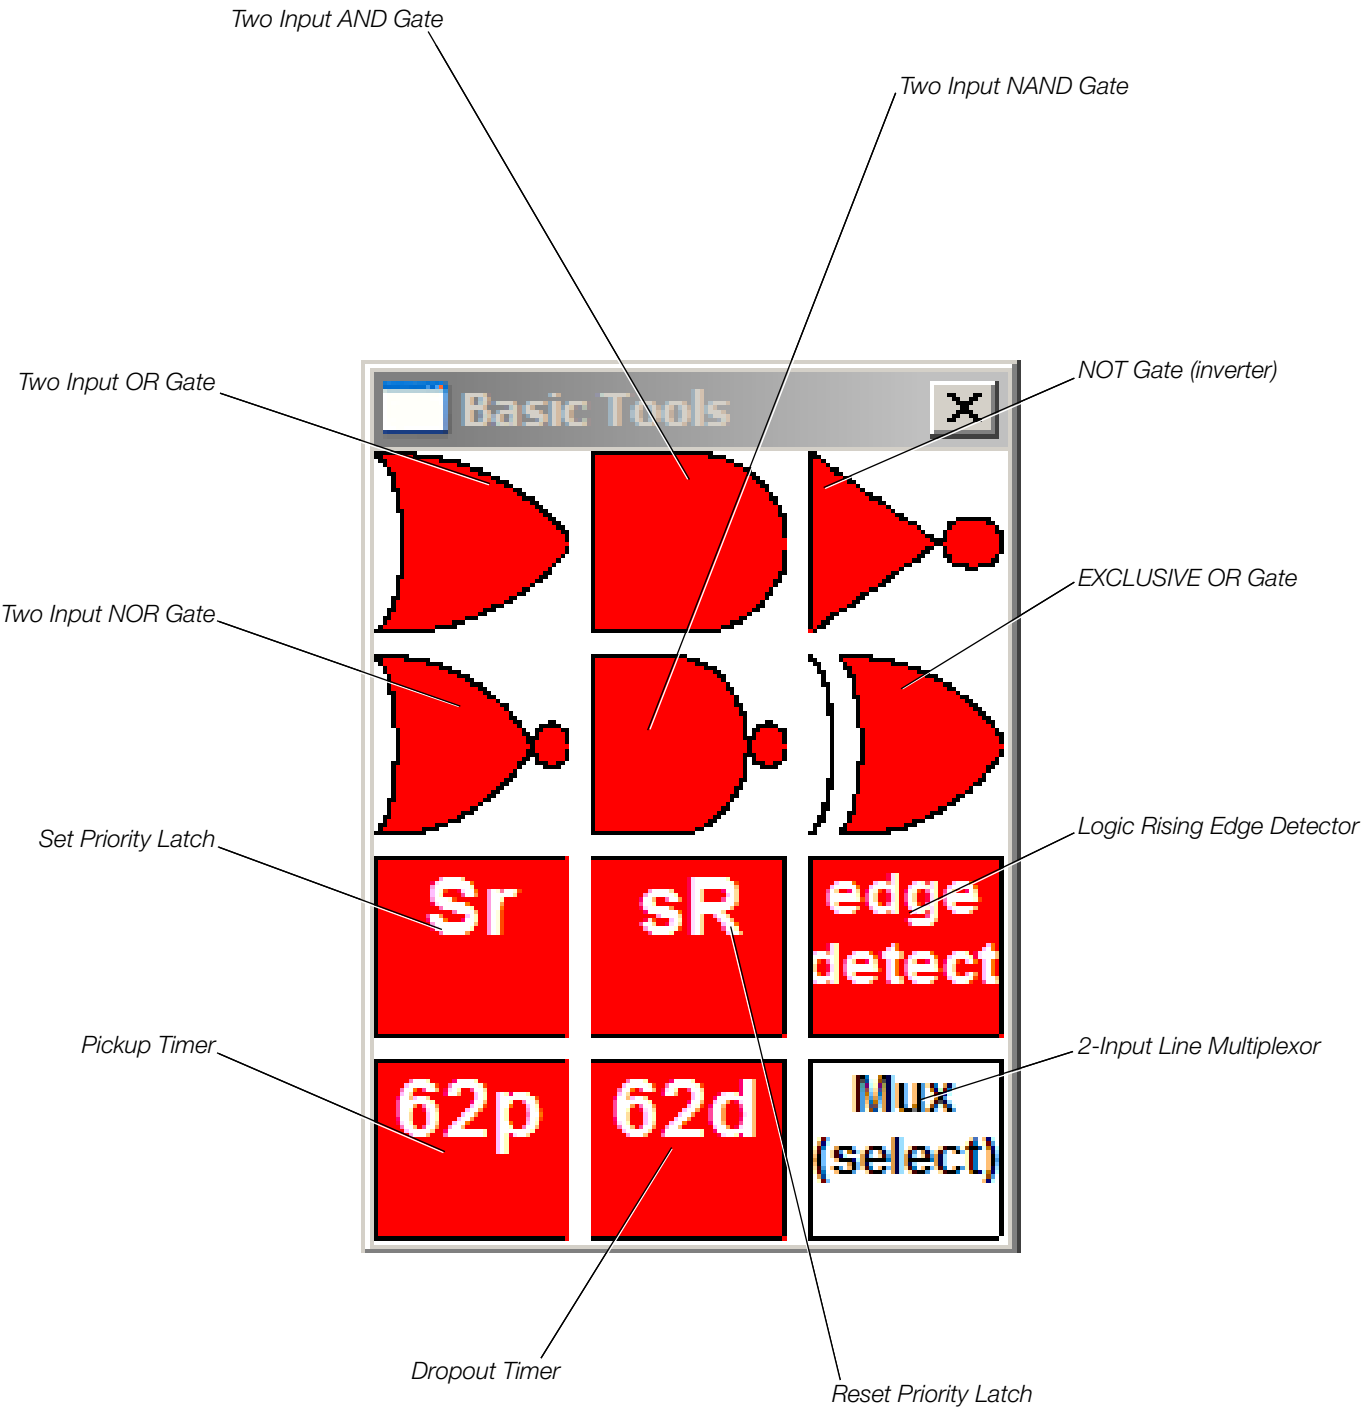 Two Input AND Gate
Two Input NAND Gate
NOT Gate (inverter)
Two Input OR Gate
Basic Tools
EXCLUSIVE OR Gate
Two Input NOR Gate
Logic Rising Edge Detector
Set Priority Latch
Sr
sR
edge
detect
Pickup Timer
2-Input Line Multiplexor
62p
62d
Mux
(select)
Dropout Timer
Reset Priority Latch